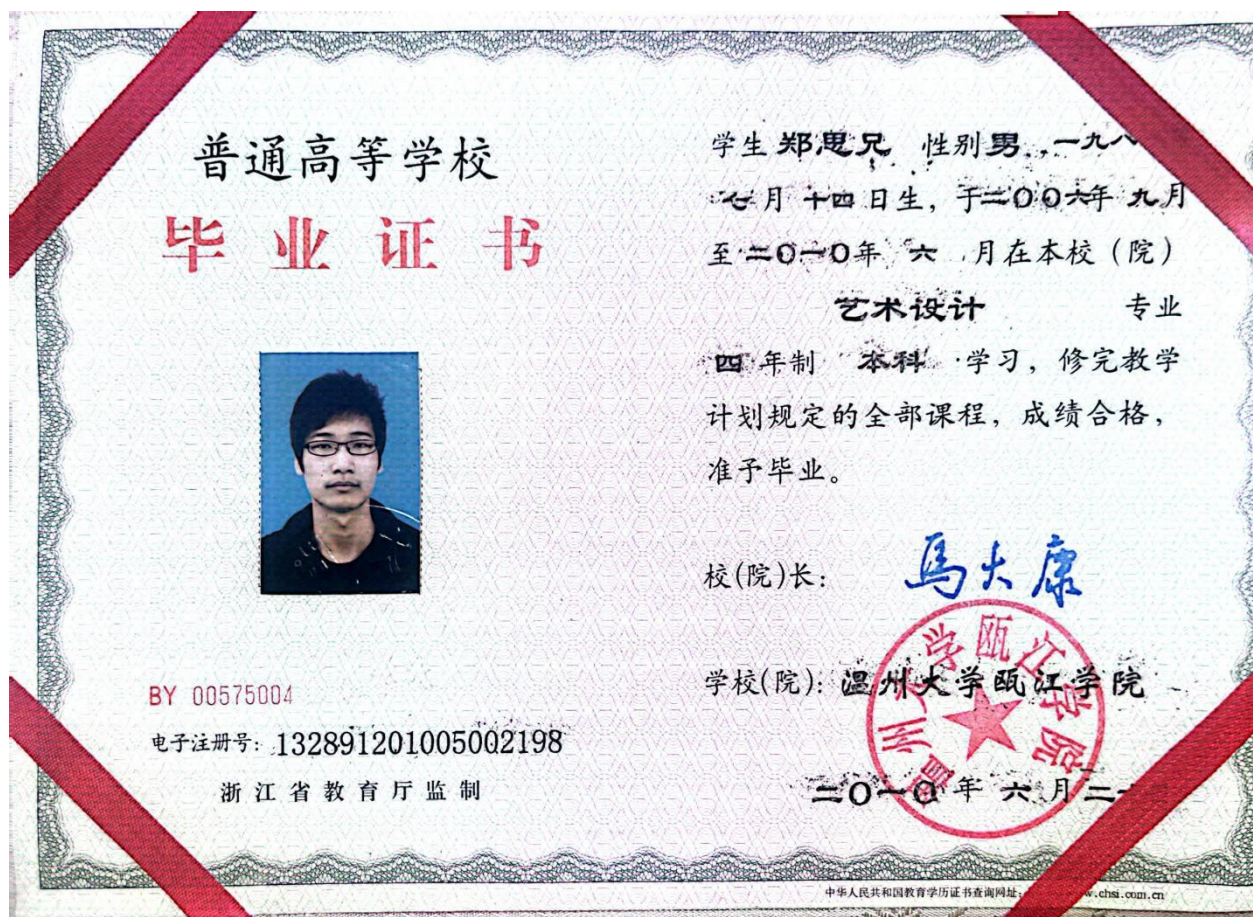 普通高等学校
毕业证书
BY 00575004
电子注册号: 132891201005002198
浙江省教育厅监制
学生 郑思兄 性别 男, 一九八
七月 十四 日生, 于二〇〇六年 九月
至 二〇一〇年 六 月在本校(院)
艺术设计 专业
四 年制 本科 学习, 修完教学
计划规定的全部课程, 成绩合格,
准予毕业。
校(院)长: 马大康
学校(院): 温州大学瓯江学院
温州大学瓯江学院
二〇一〇年 六月 二十
中华人民共和国教育学历证书查询网址: w.chsi.com.cn